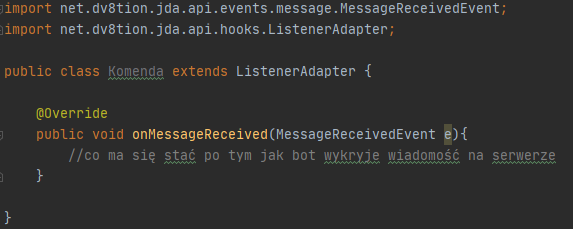 import net.dv8tion.jda.api.events.message.MessageReceivedEvent;
import net.dv8tion.jda.api.hooks.ListenerAdapter;
public class Komenda extends ListenerAdapter {
@Override
public void onMessageReceived(MessageReceivedEvent e){
//co ma się stać po tym jak bot wykryje wiadomość na serwerze
}
}